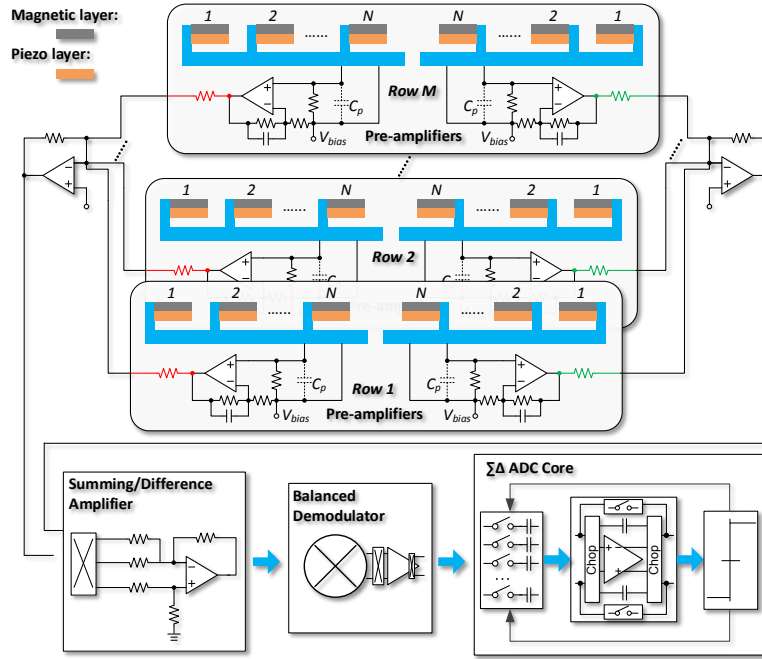 Magnetic layer:
Piezo layer:
1 2 ...... N N ...... 2 1
Row M
Cp Cp
Vbias Vbias
Pre-amplifiers
1 2 ...... N N ...... 2 1
Row 2
1 2 ...... N N ...... 2 1
Row 1
Cp Cp
Vbias Vbias
Pre-amplifiers
Summing/Difference
Amplifier
Balanced
Demodulator
∑Δ ADC Core
Chop Chop
...